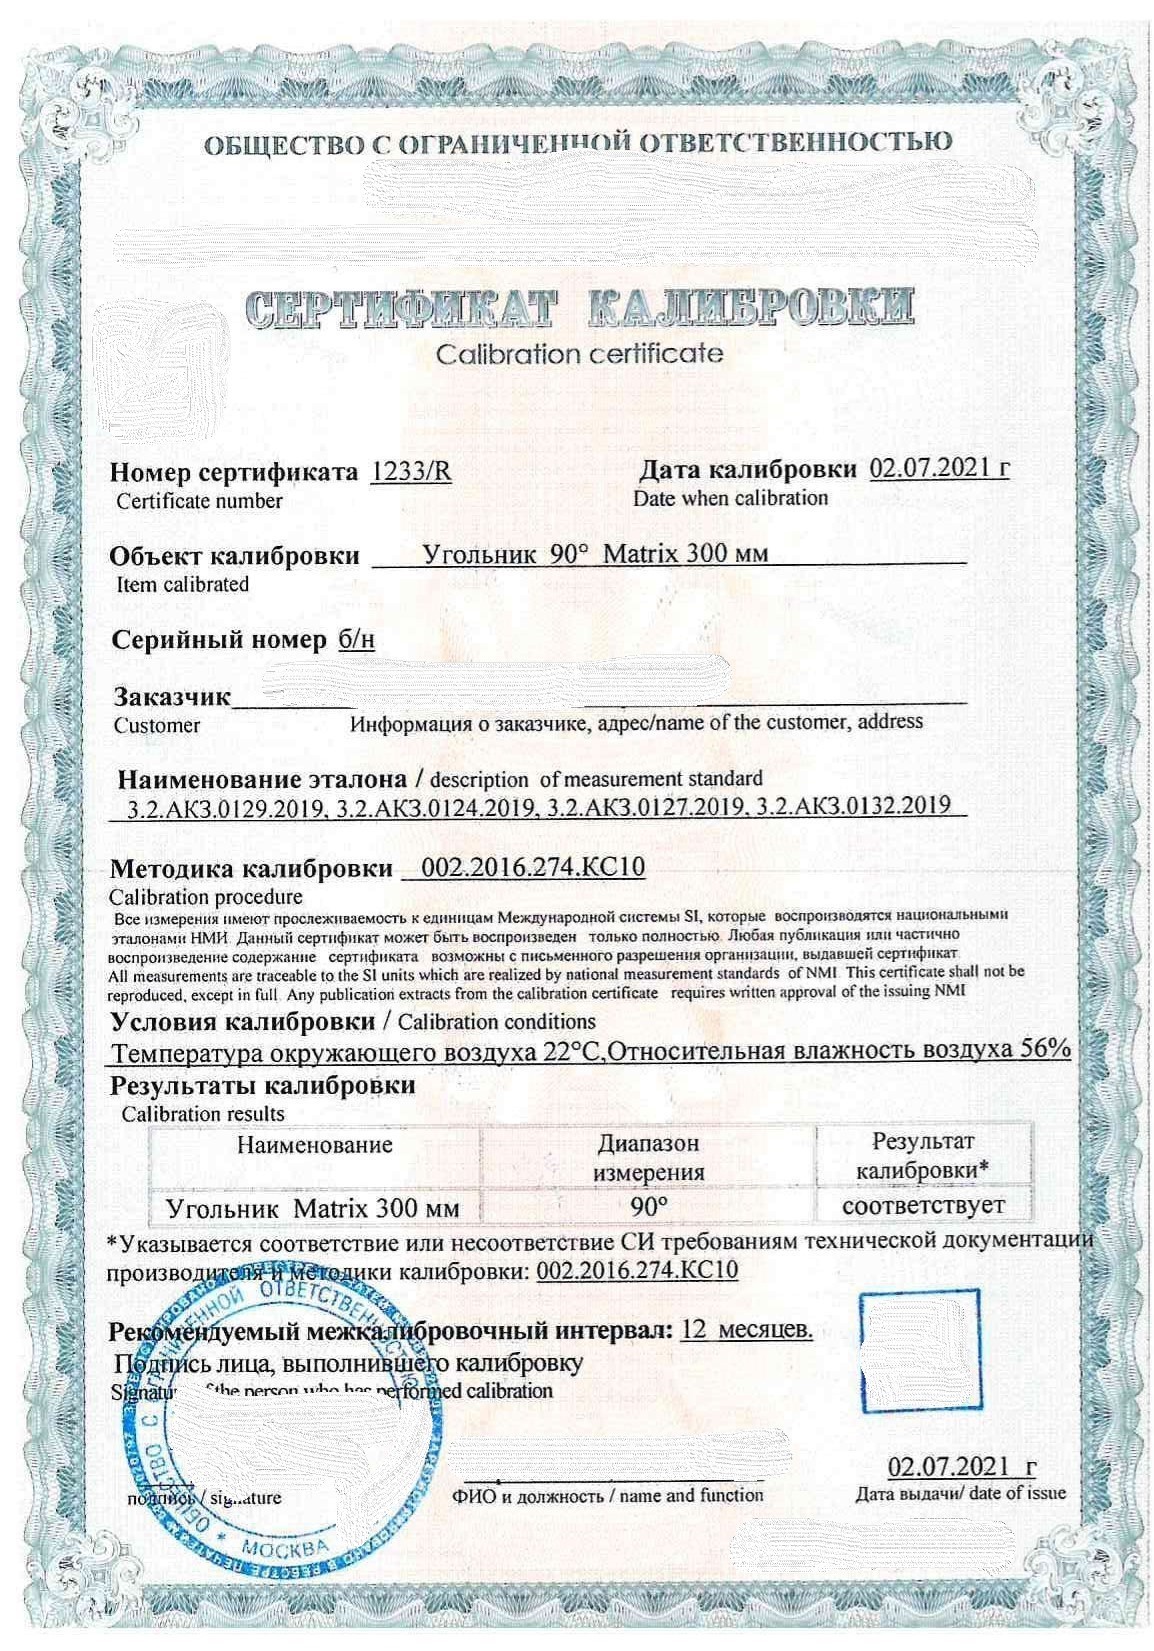 ОБЩЕСТВО С ОГРАНИЧЕННОЙ ОТВЕТСТВЕННОСТЬЮ
СЕРТИФИКАТ КАЛИБРОВКИ
Calibration certificate
Номер сертификата 1233/R Дата калибровки 02.07.2021 г
Certificate number Date when calibration
Объект калибровки Угольник 90° Matrix 300 мм
Item calibrated
Серийный номер б/н
Заказчик
Customer Информация о заказчике, адрес/name of the customer, address
Наименование эталона / description of measurement standard
3.2.АКЗ.0129.2019, 3.2.АКЗ.0124.2019, 3.2.АКЗ.0127.2019, 3.2.АКЗ.0132.2019
Методика калибровки 002.2016.274.КС10
Calibration procedure
Все измерения имеют прослеживаемость к единицам Международной системы SI, которые воспроизводятся национальными
эталонами НМИ. Данный сертификат может быть воспроизведен только полностью. Любая публикация или частично
воспроизведение содержание сертификата возможны с письменного разрешения организации, выдавшей сертификат
All measurements are traceable to the SI units which are realized by national measurement standards of NMI. This certificate shall not be
reproduced, except in full. Any publication extracts from the calibration certificate requires written approval of the issuing NMI
Условия калибровки / Calibration conditions
Температура окружающего воздуха 22°С,Относительная влажность воздуха 56%
Результаты калибровки
Calibration results
Наименование Диапазон измерения Результат калибровки*
Угольник Matrix 300 мм 90° соответствует
*Указывается соответствие или несоответствие СИ требованиям технической документации
производителя и методики калибровки: 002.2016.274.КС10
Рекомендуемый межкалибровочный интервал: 12 месяцев.
Подпись лица, выполнившего калибровку
Signature of the person who has performed calibration
02.07.2021 г
подпись / signature ФИО и должность / name and function Дата выдачи/ date of issue
ОБЩЕСТВО С ОГРАНИЧЕННОЙ ОТВЕТСТВЕННОСТЬЮ
* МОСКВА